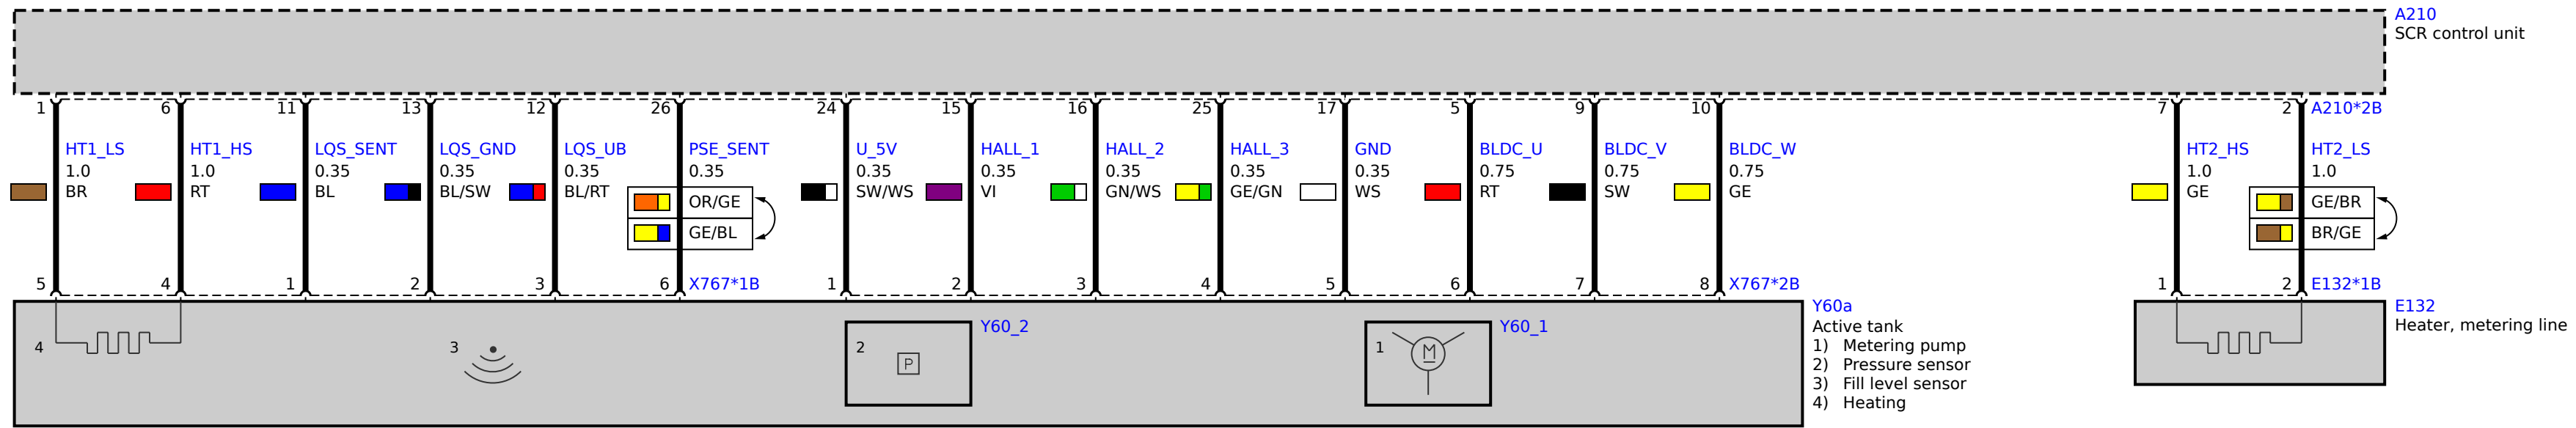 A210
SCR control unit
1 6 11 13 12 26 24 15 16 25 17 5 9 10 7 2 A210*2B
HT1_LS HT1_HS LQS_SENT LQS_GND LQS_UB PSE_SENT U_5V HALL_1 HALL_2 HALL_3 GND BLDC_U BLDC_V BLDC_W HT2_HS HT2_LS
1.0 1.0 0.35 0.35 0.35 0.35 0.35 0.35 0.35 0.35 0.35 0.75 0.75 0.75 1.0 1.0
BR RT BL BL/SW BL/RT SW/WS VI GN/WS GE/GN WS RT SW GE GE
OR/GE GE/BR
GE/BL BR/GE
5 4 1 2 3 6 X767*1B 1 2 3 4 5 6 7 8 X767*2B 1 2 E132*1B
Y60a
Active tank
1) Metering pump
2) Pressure sensor
3) Fill level sensor
4) Heating
E132
Heater, metering line
Y60_2
Y60_1
4 3 2 P 1 M